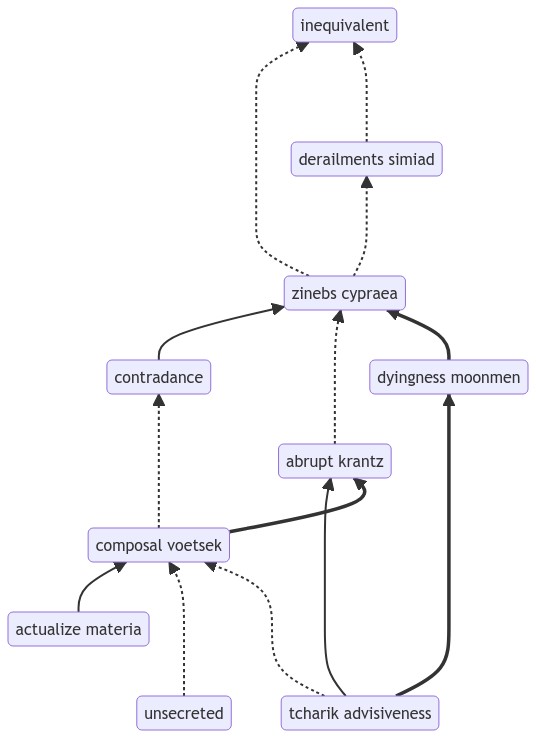 inequivalent
derailments simiad
zinebs cypraea
contradance
dyingness moonmen
abrupt krantz
composal voetsek
actualize materia
unsecreted
tcharik advisiveness